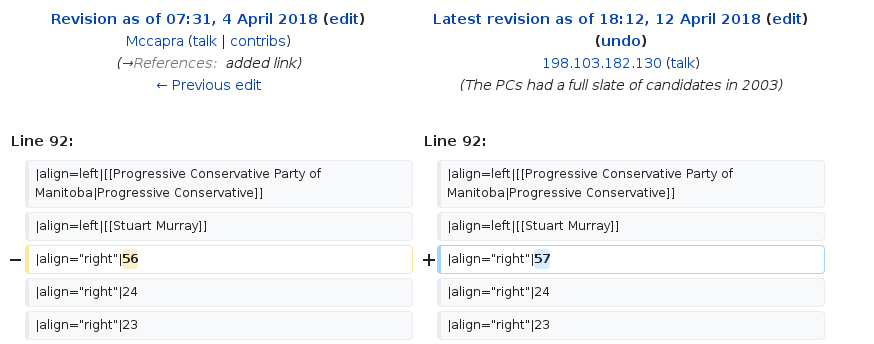 Revision as of 07:31, 4 April 2018 (edit)
Mccapra (talk | contribs)
(→References: added link)
← Previous edit
Latest revision as of 18:12, 12 April 2018 (edit)
(undo)
198.103.182.130 (talk)
(The PCs had a full slate of candidates in 2003)
Line 92:
Line 92:
|align=left|[[Progressive Conservative Party of
Manitoba|Progressive Conservative]]
|align=left|[[Progressive Conservative Party of
Manitoba|Progressive Conservative]]
|align=left|[[Stuart Murray]]
|align=left|[[Stuart Murray]]
− |align="right"|56
+ |align="right"|57
|align="right"|24
|align="right"|24
|align="right"|23
|align="right"|23